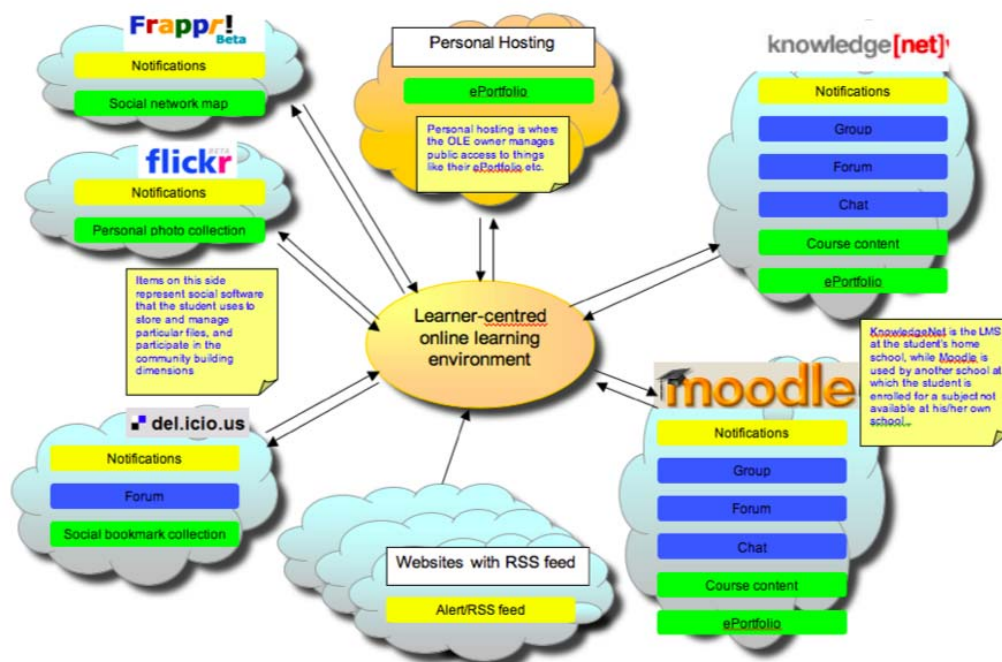 Frappr!
Beta
Notifications
Social network map
flickr
BETA
Notifications
Personal photo collection
Items on this side
represent social software
that the student uses to
store and manage
particular files, and
participate in the
community building
dimensions
del.icio.us
Notifications
Forum
Social bookmark collection
Personal Hosting
ePortfolio
Personal hosting is where
the OLE owner manages
public access to things
like their ePortfolio etc.
Learner-centred
online learning
environment
Websites with RSS feed
Alert/RSS feed
knowledge[net]
Notifications
Group
Forum
Chat
Course content
ePortfolio
KnowledgeNet is the LMS
at the student's home
school, while Moodle is
used by another school at
which the student is
enrolled for a subject not
available at his/her own
school..
moodle
Notifications
Group
Forum
Chat
Course content
ePortfolio